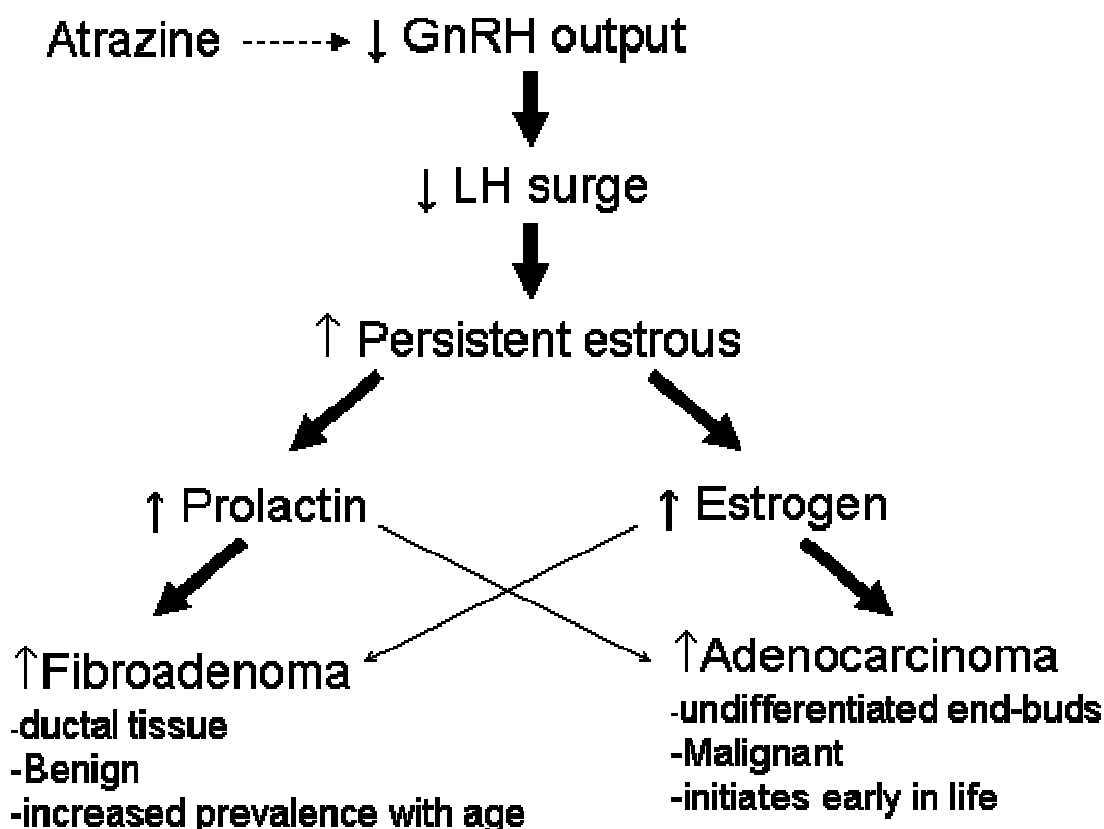 Atrazine ↓ GnRH output
↓ LH surge
↑ Persistent estrous
↑ Prolactin
↑ Estrogen
↑Fibroadenoma
-ductal tissue
-Benign
-increased prevalence with age
↑Adenocarcinoma
-undifferentiated end-buds
-Malignant
-initiates early in life